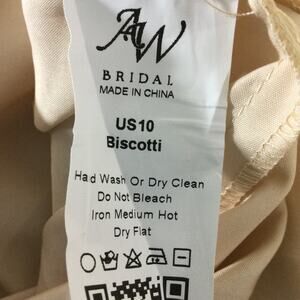 AW
BRIDAL
MADE IN CHINA
US10
Biscotti
Had Wash Or Dry Clean
Do Not Bleach
Iron Medium Hot
Dry Flat